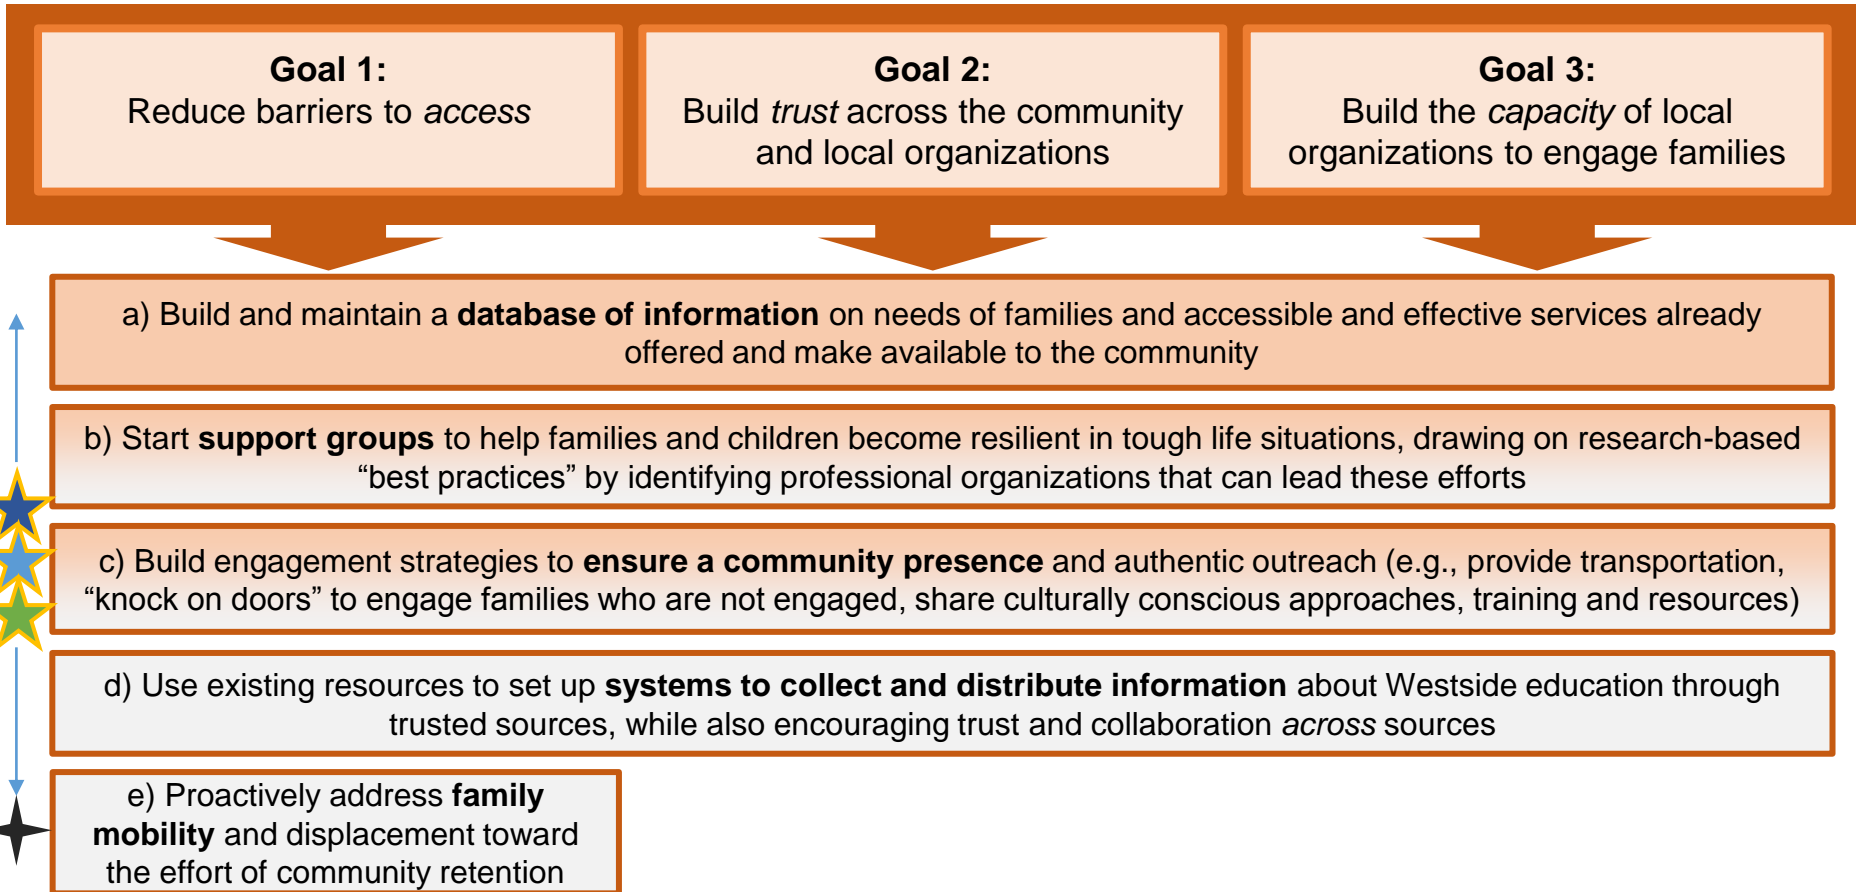 Goal 1:
Reduce barriers to access
Goal 2:
Build trust across the community
and local organizations
Goal 3:
Build the capacity of local
organizations to engage families
a) Build and maintain a database of information on needs of families and accessible and effective services already
offered and make available to the community
b) Start support groups to help families and children become resilient in tough life situations, drawing on research-based
“best practices” by identifying professional organizations that can lead these efforts
c) Build engagement strategies to ensure a community presence and authentic outreach (e.g., provide transportation,
“knock on doors” to engage families who are not engaged, share culturally conscious approaches, training and resources)
d) Use existing resources to set up systems to collect and distribute information about Westside education through
trusted sources, while also encouraging trust and collaboration across sources
e) Proactively address family
mobility and displacement toward
the effort of community retention